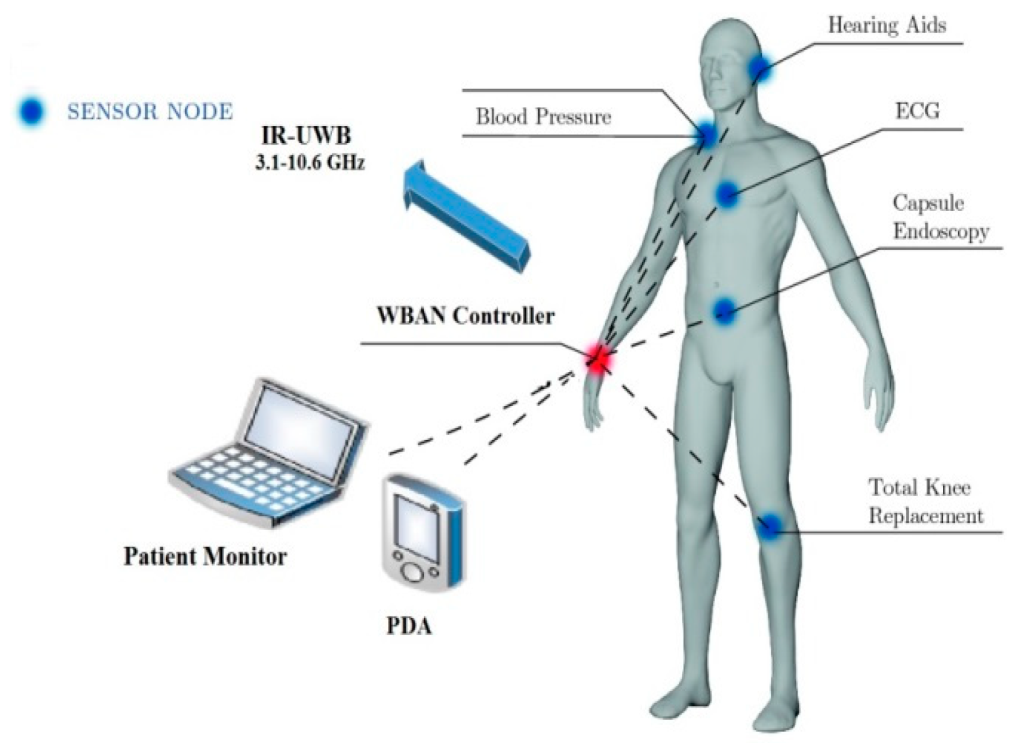 Hearing Aids
SENSOR NODE
Blood Pressure
ECG
IR-UWB
3.1-10.6 GHz
Capsule
Endoscopy
WBAN Controller
Total Knee
Replacement
Patient Monitor
PDA